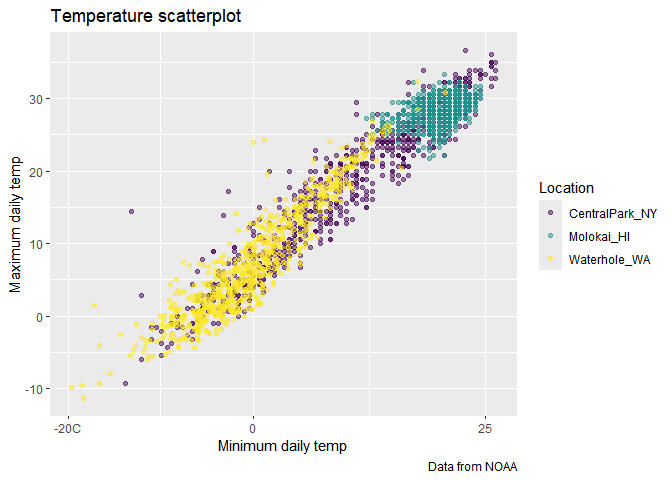 Temperature scatterplot
Maximum daily temp
30
20
10
0
-10
-20C
0
25
Minimum daily temp
Location
CentralPark_NY
Molokai_HI
Waterhole_WA
Data from NOAA